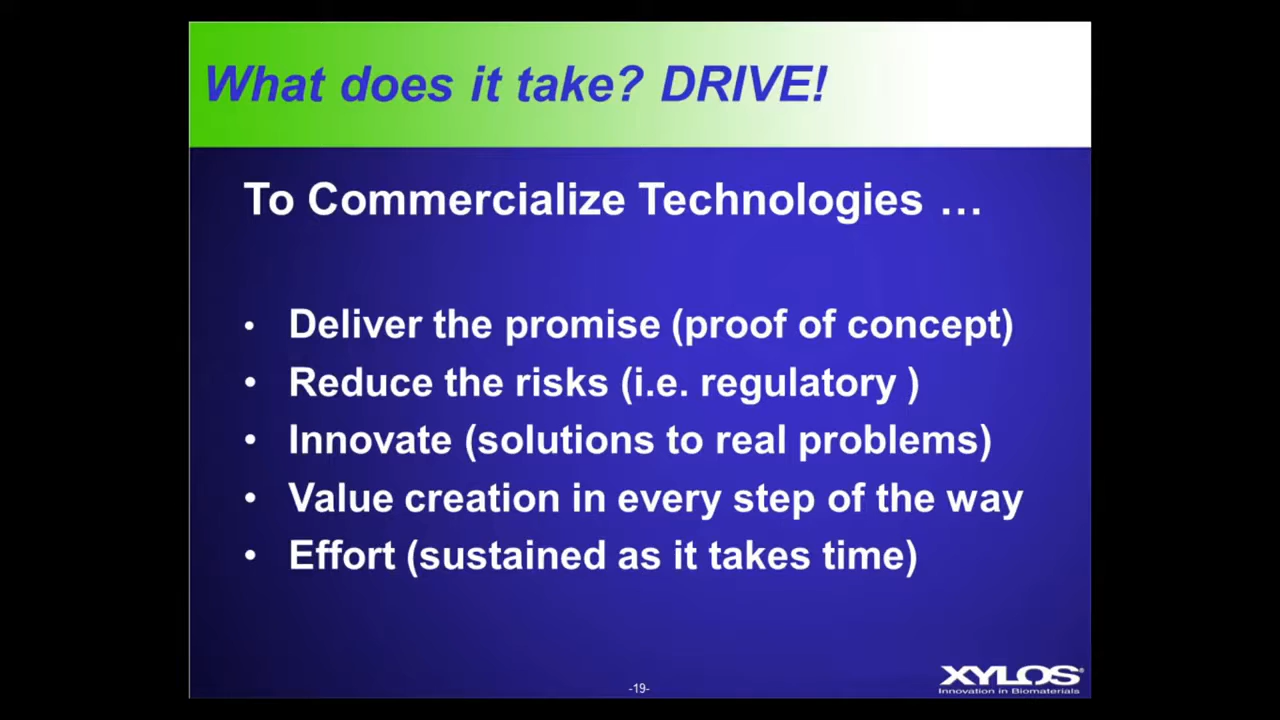 What does it take? DRIVE!
To Commercialize Technologies …
• Deliver the promise (proof of concept)
• Reduce the risks (i.e. regulatory )
• Innovate (solutions to real problems)
• Value creation in every step of the way
• Effort (sustained as it takes time)
XYLOS®
Innovation in Biomaterials
-19-